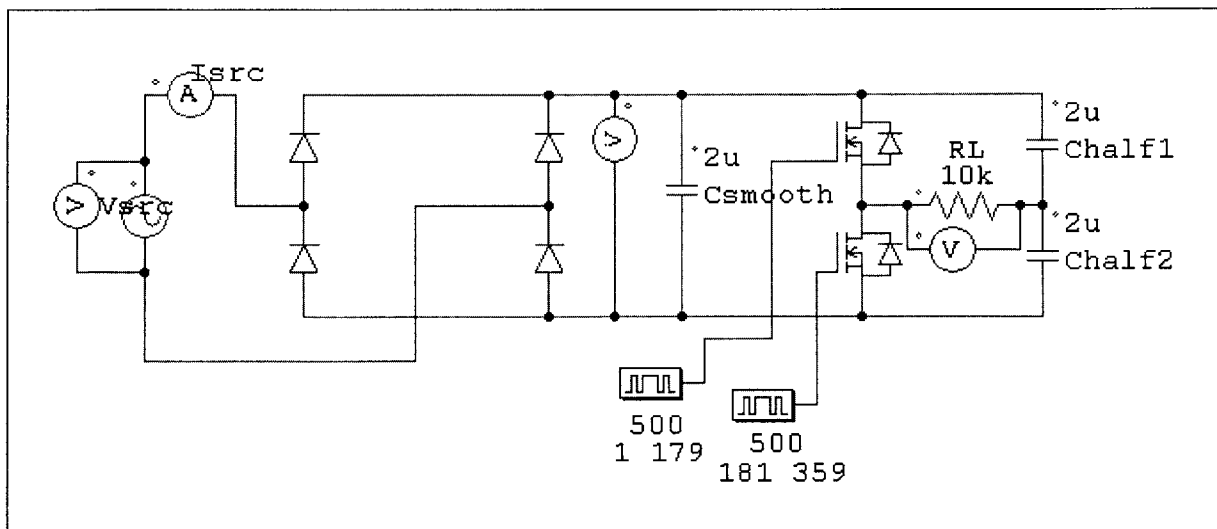 Isrc
A
V
Vsrc
V
2u
Csmooth
RL
10k
V
2u
Chalf1
2u
Chalf2
500
1 179
500
181 359